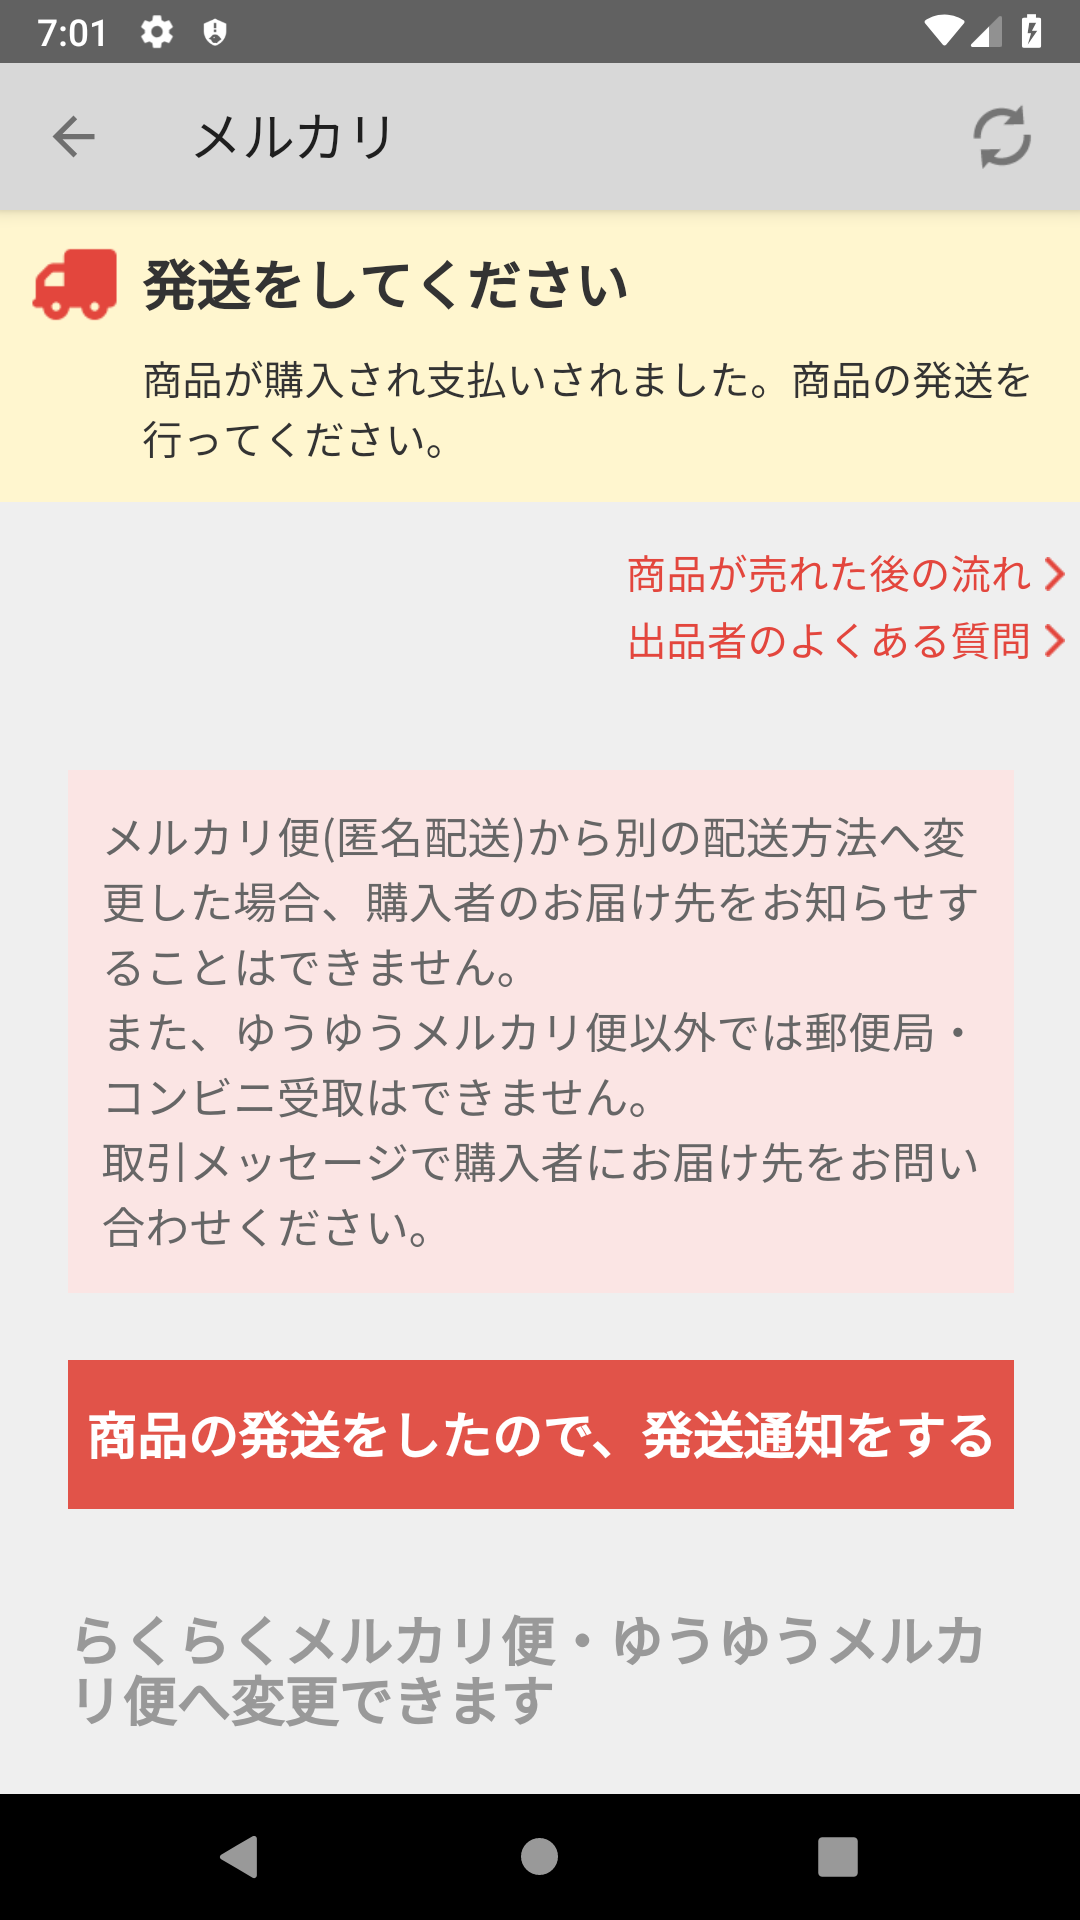 7:01
メルカリ
発送をしてください
商品が購入され支払いされました。商品の発送を
行ってください。
商品が売れた後の流れ
出品者のよくある質問
メルカリ便(匿名配送)から別の配送方法へ変
更した場合、購入者のお届け先をお知らせす
ることはできません。
また、ゆうゆうメルカリ便以外では郵便局・
コンビニ受取はできません。
取引メッセージで購入者にお届け先をお問い
合わせください。
商品の発送をしたので、発送通知をする
らくらくメルカリ便・ゆうゆうメルカ
リ便へ変更できます